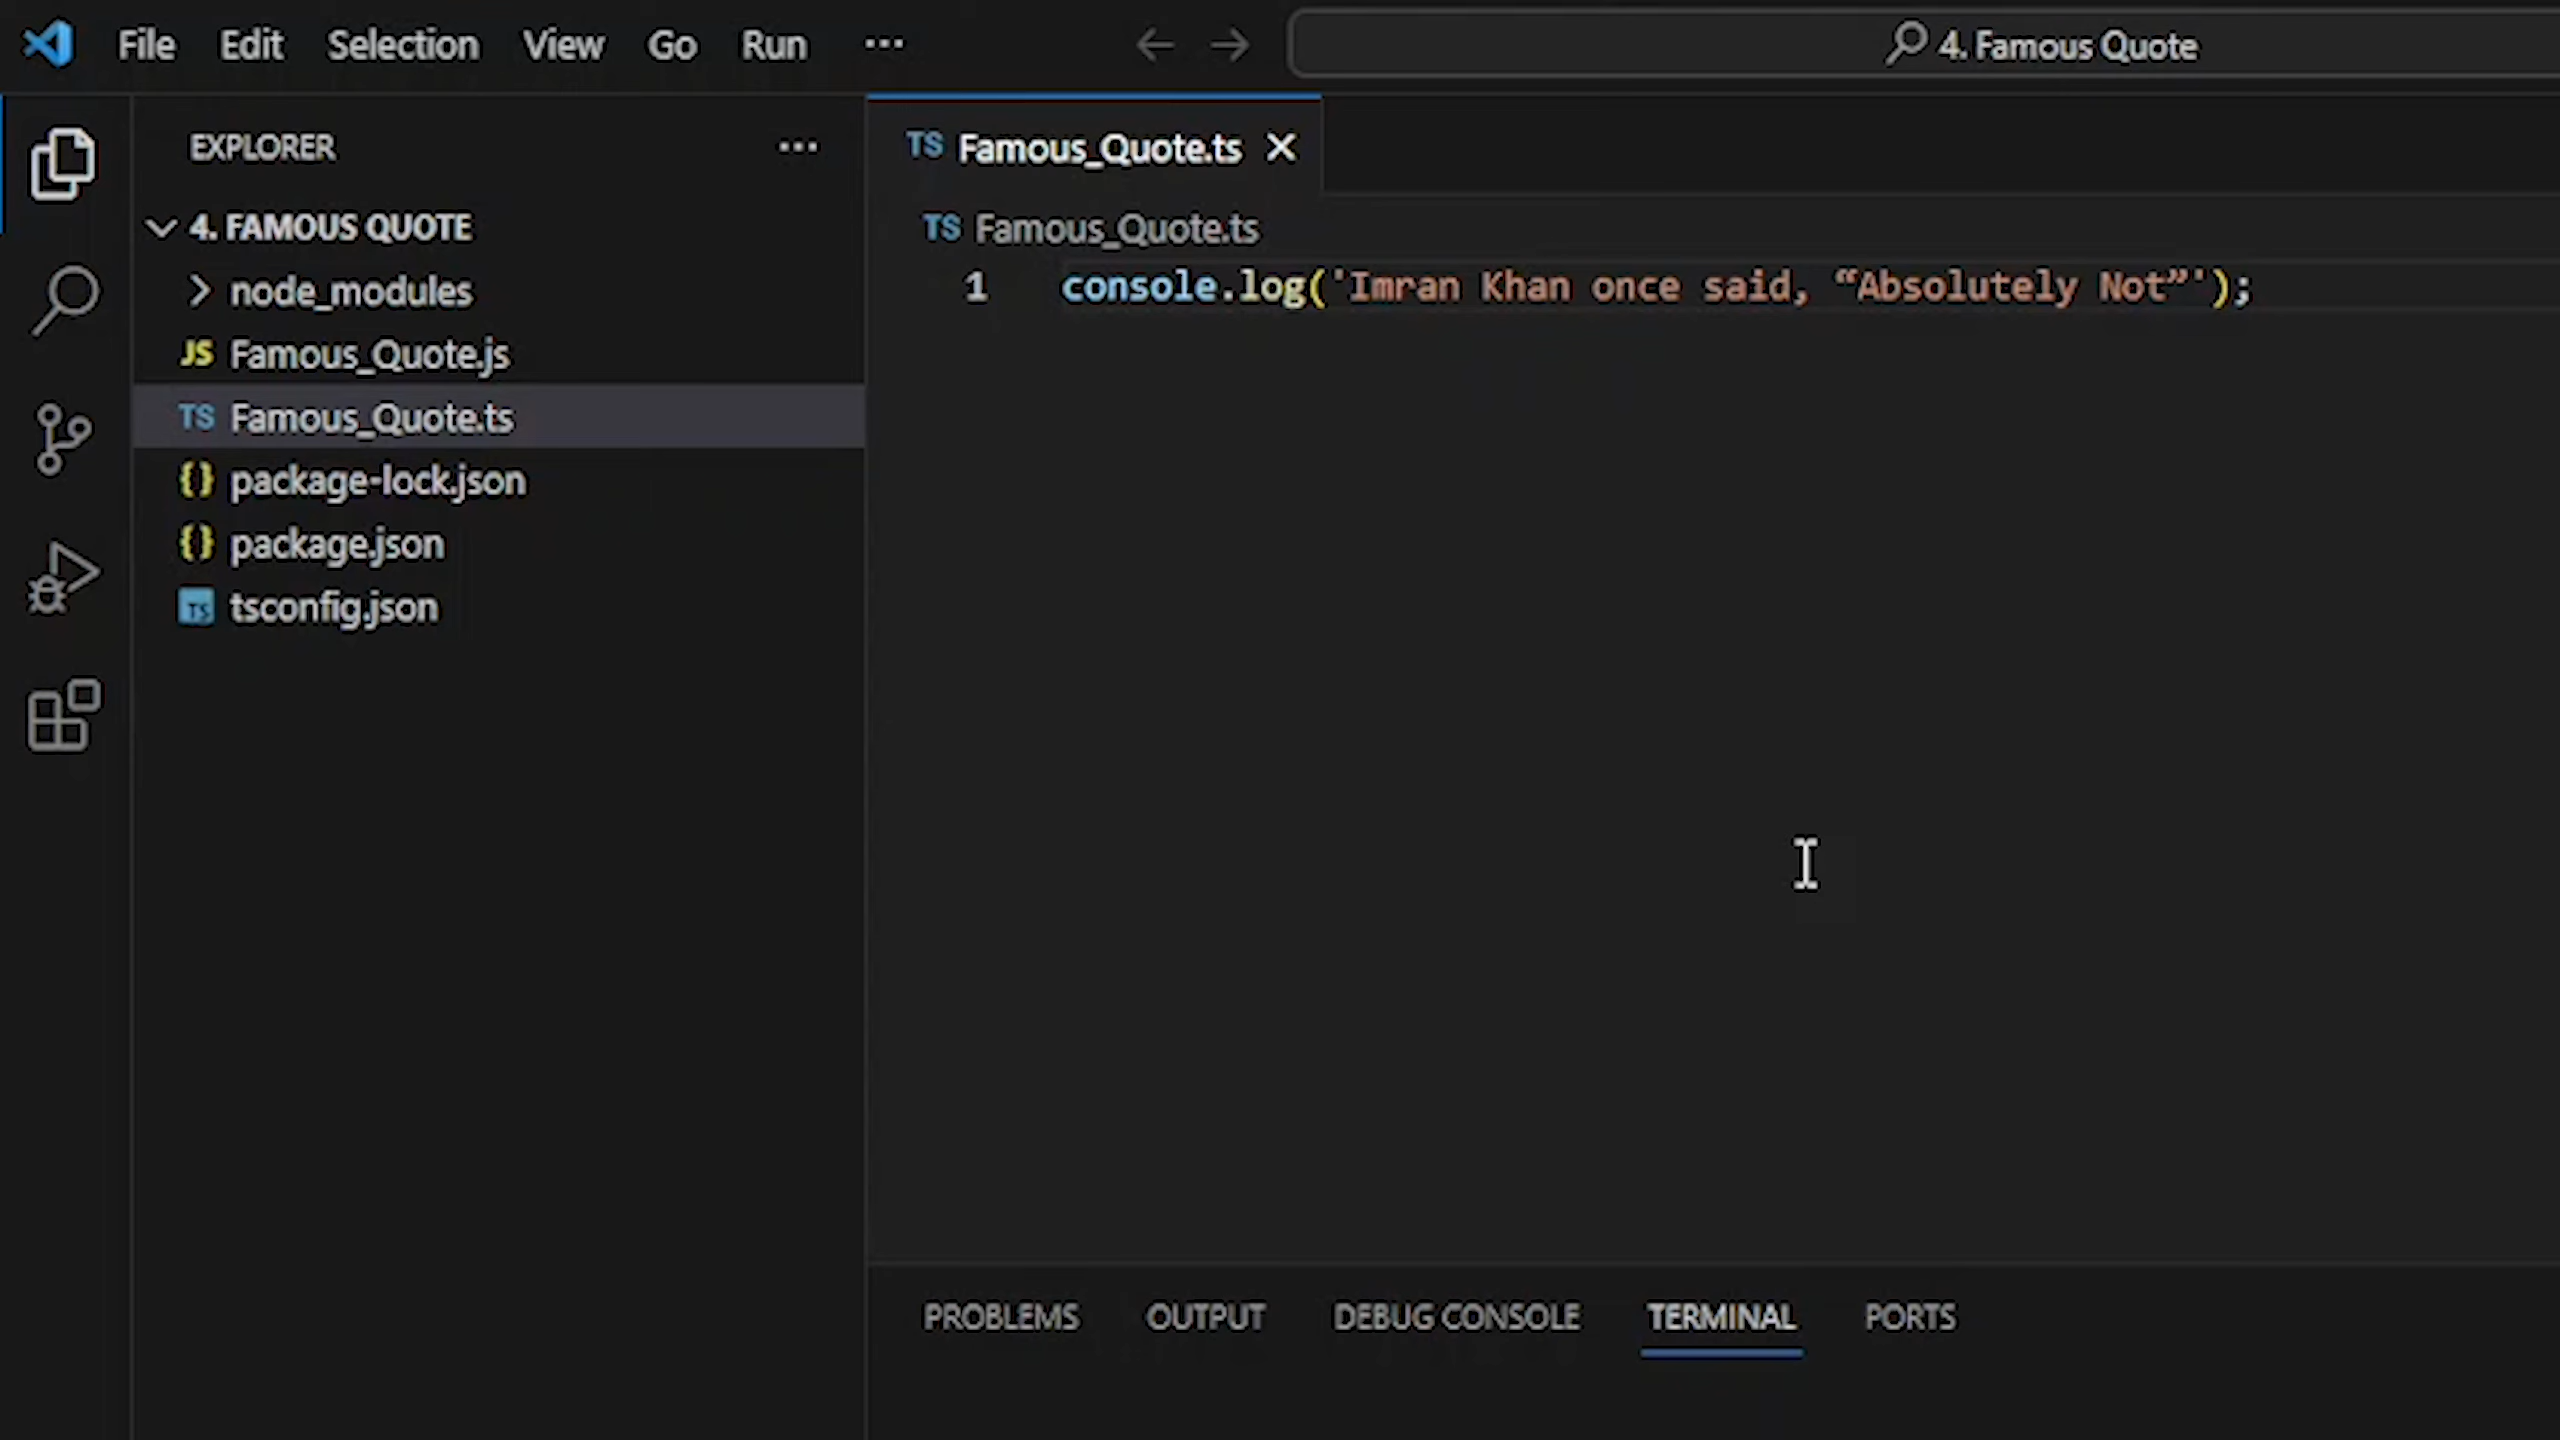 File Edit Selection View Go Run ···
4. Famous Quote
EXPLORER ···
4. FAMOUS QUOTE
node_modules
JS Famous_Quote.js
TS Famous_Quote.ts
{} package-lock.json
{} package.json
TS tsconfig.json
TS Famous_Quote.ts
TS Famous_Quote.ts
1 console.log('Imran Khan once said, “Absolutely Not”');
PROBLEMS OUTPUT DEBUG CONSOLE TERMINAL PORTS